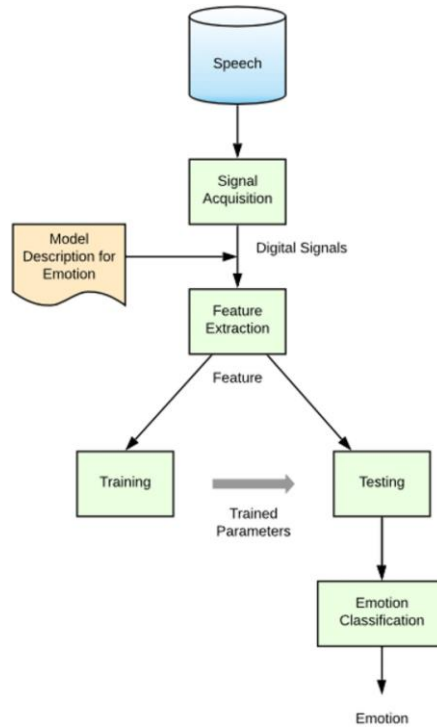 Speech
Signal
Acquisition
Model
Description for
Emotion
Digital Signals
Feature
Extraction
Feature
Training
Trained
Parameters
Testing
Emotion
Classification
Emotion